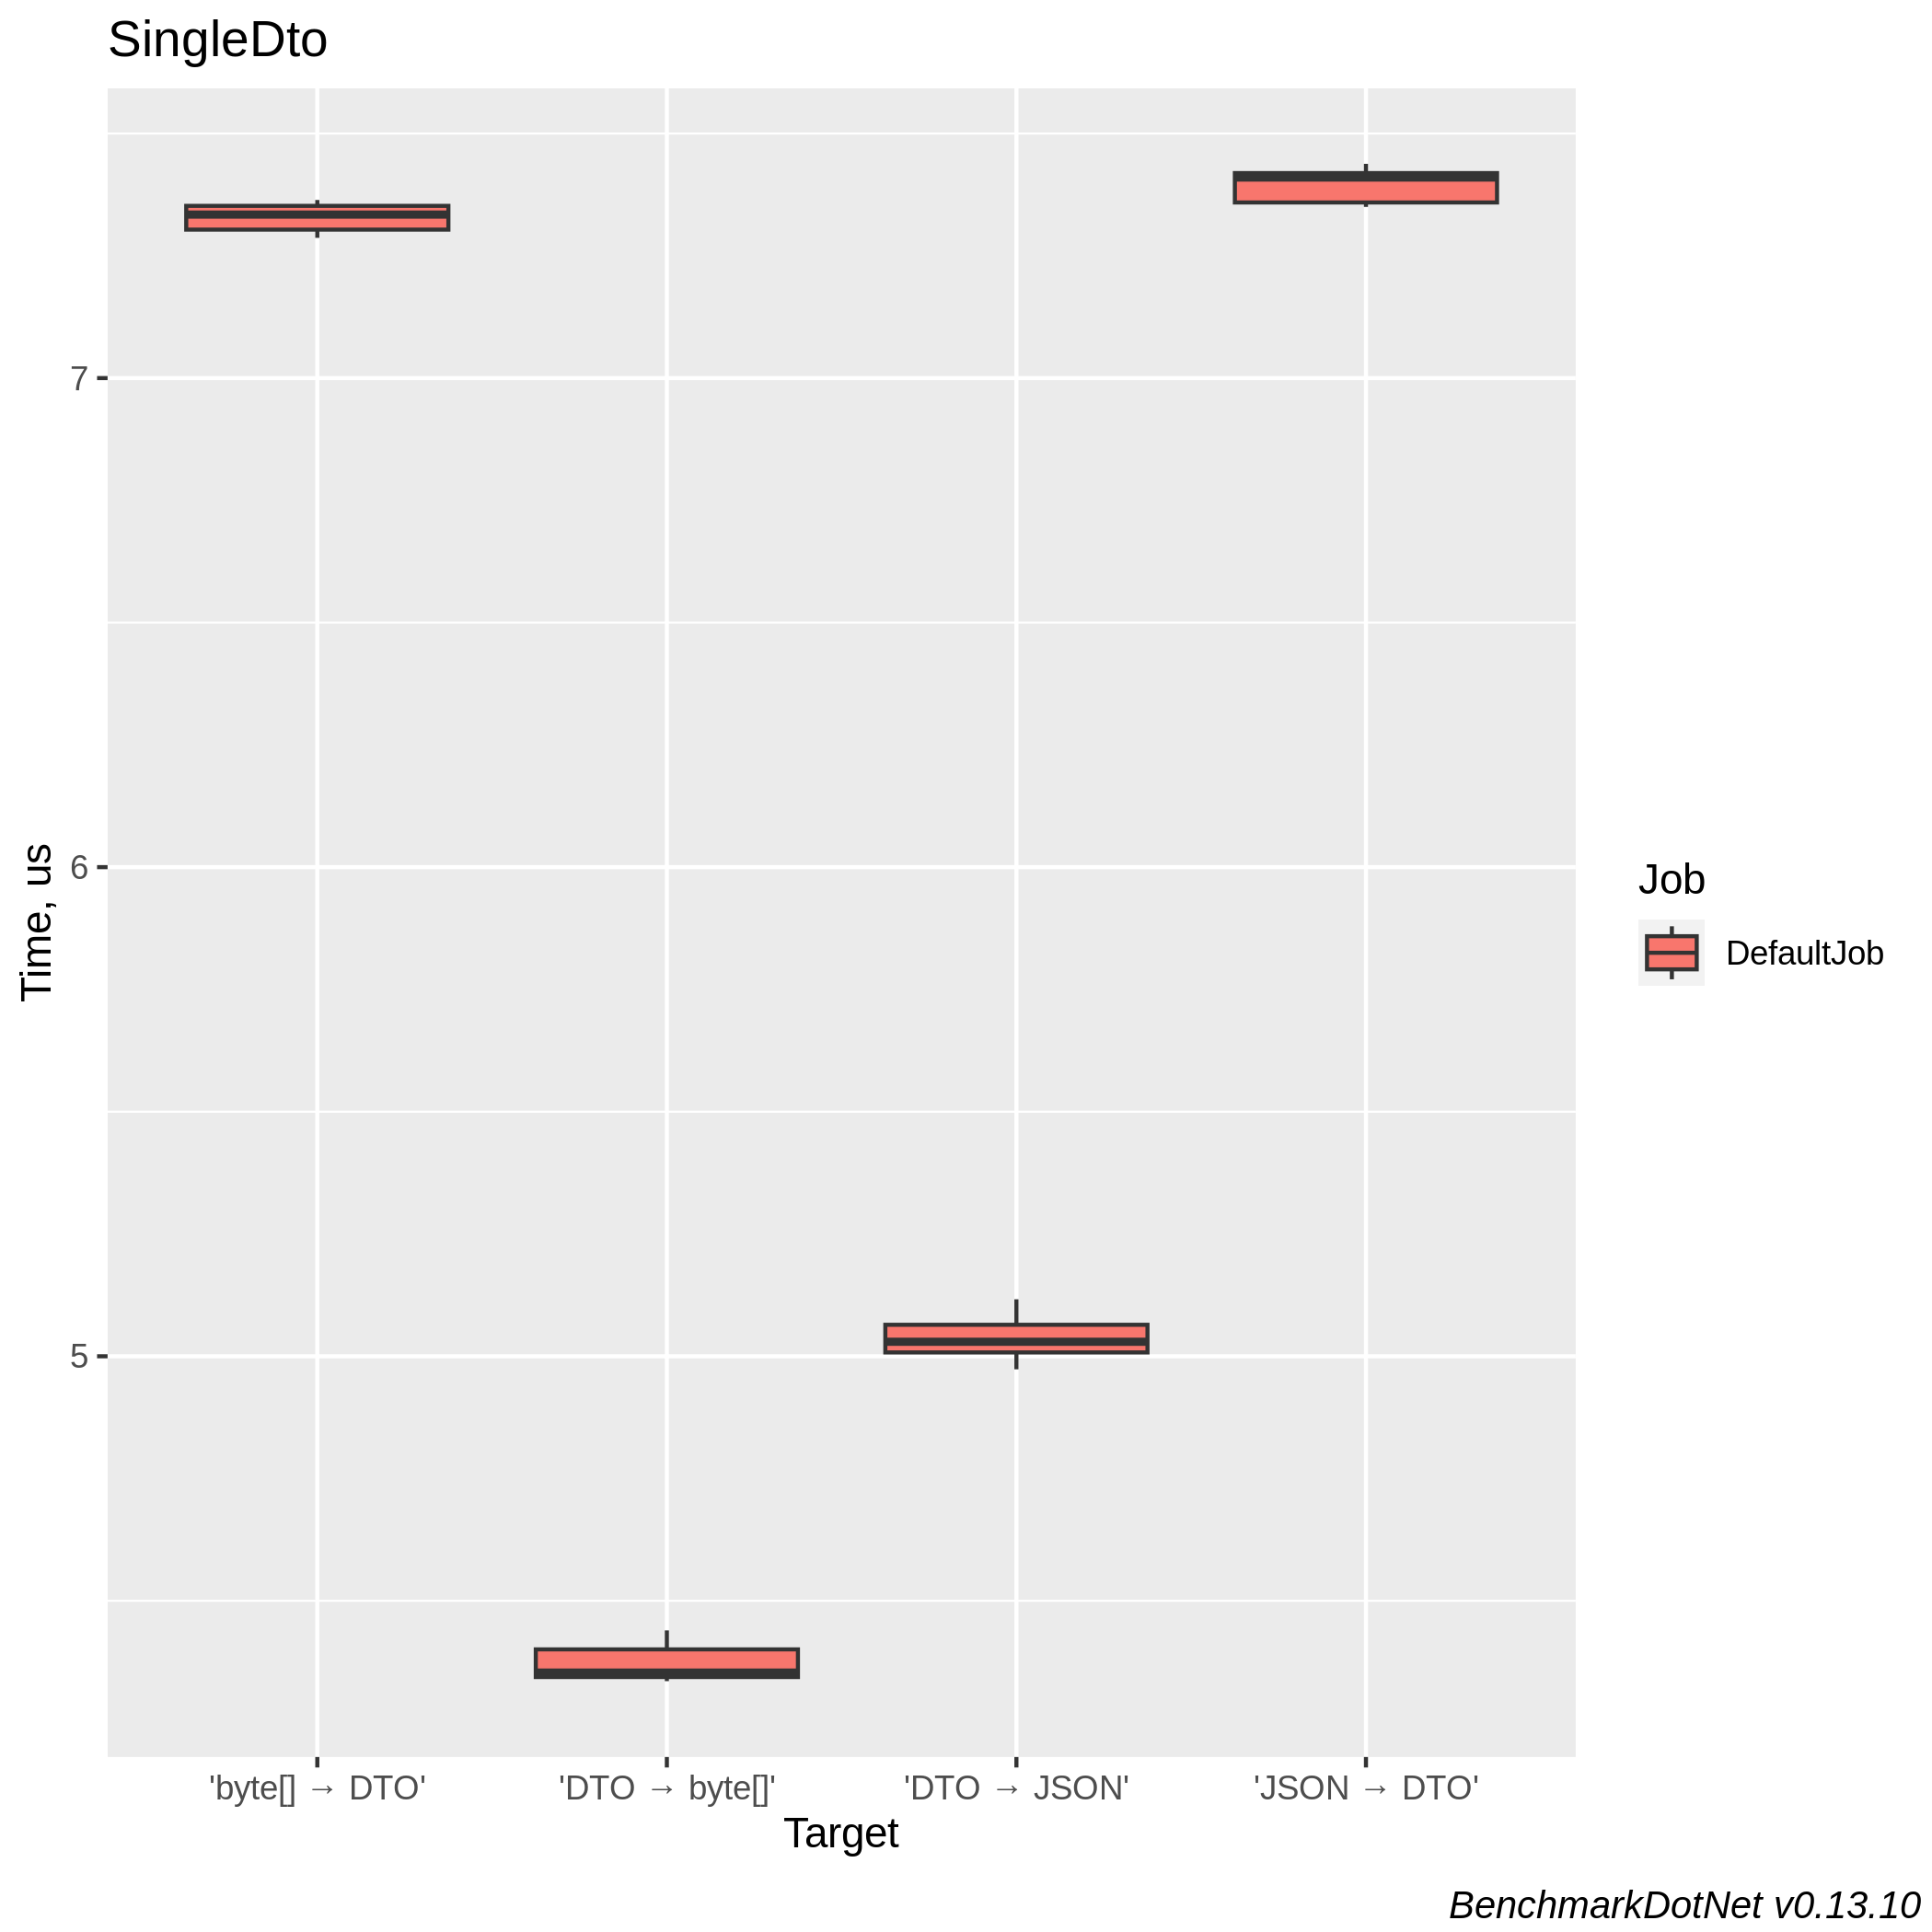 SingleDto
Time, us
7
6
5
'byte[] → DTO'
'DTO → byte[]'
'DTO → JSON'
'JSON → DTO'
Target
Job
DefaultJob
BenchmarkDotNet v0.13.10